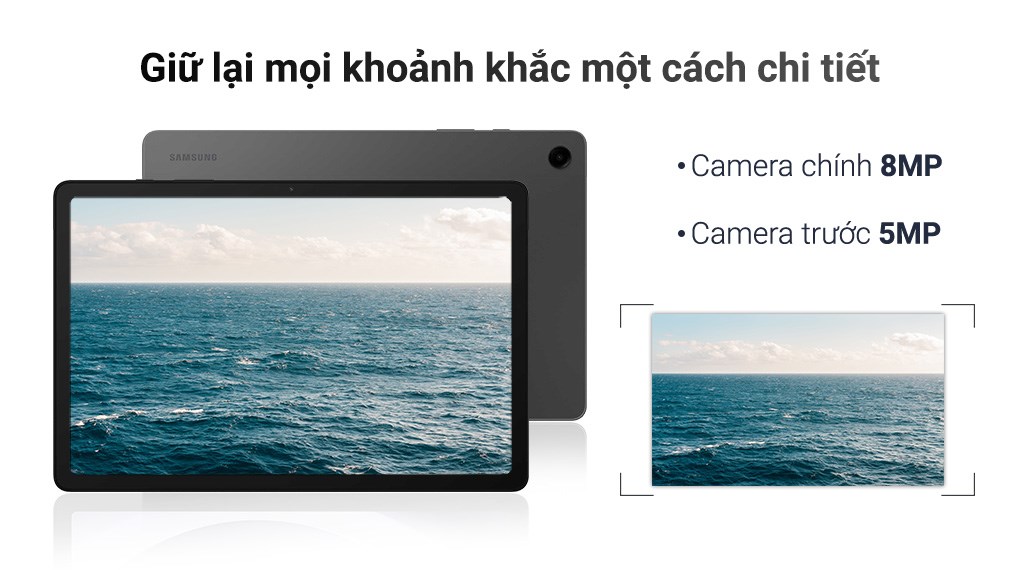 Giữ lại mọi khoảnh khắc một cách chi tiết
SAMSUNG
• Camera chính 8MP
• Camera trước 5MP